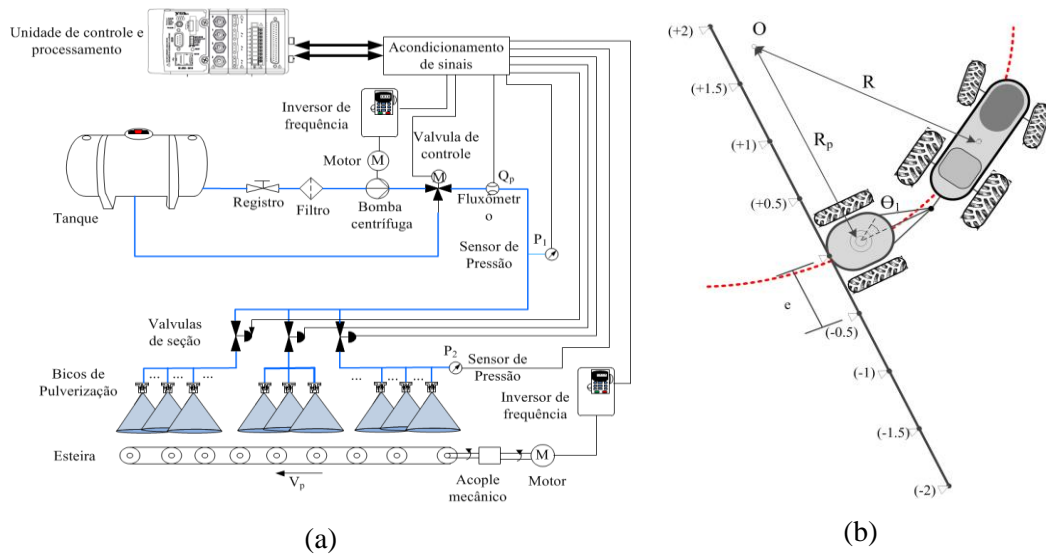 Unidade de controle e
processamento
Acondicionamento
de sinais
Inversor de
frequência
Valvula de
controle
Motor
M
M
Qp
Fluxômetr
o
Tanque
Registro
Filtro
Bomba
centrífuga
P1
Sensor de
Pressão
Valvulas
de seção
P2
Sensor de
Pressão
Bicos de
Pulverização
...
...
...
...
...
...
Inversor de
frequência
Esteira
Vp
Acople
mecânico
M
Motor
(a)
(+2)
O
(+1.5)
R
(+1)
Rp
(+0.5)
Θ1
e
(-0.5)
(-1)
(-1.5)
(-2)
(b)